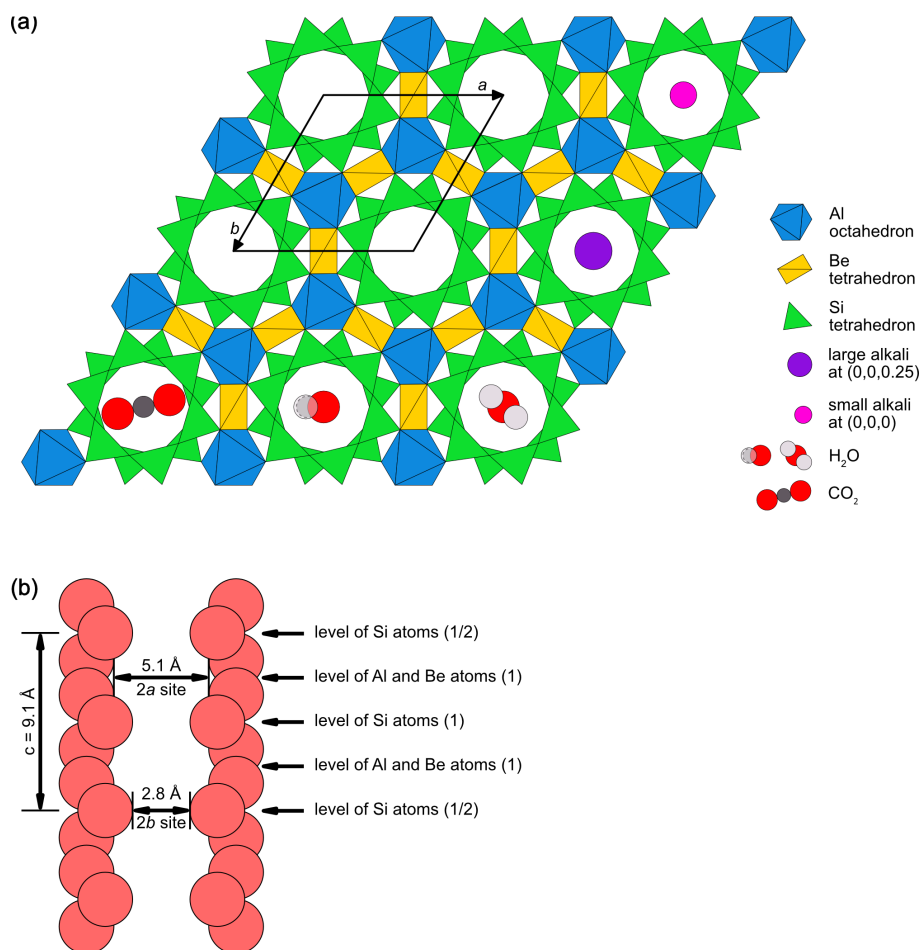 (a)
a
b
Al
octahedron
Be
tetrahedron
Si
tetrahedron
large alkali
at (0,0,0.25)
small alkali
at (0,0,0)
H₂O
CO₂
(b)
level of Si atoms (1/2)
5.1 Å
2a site
level of Al and Be atoms (1)
c = 9.1 Å
level of Si atoms (1)
level of Al and Be atoms (1)
2.8 Å
2b site
level of Si atoms (1/2)